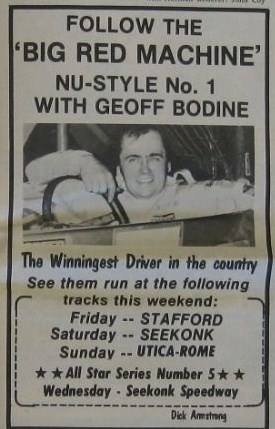 FOLLOW THE
'BIG RED MACHINE'
NU-STYLE No. 1
WITH GEOFF BODINE
The Winningest Driver in the country
See them run at the following
tracks this weekend:
Friday -- STAFFORD
Saturday -- SEEKONK
Sunday -- UTICA-ROME
★★ All Star Series Number 5 ★★
Wednesday - Seekonk Speedway
Dick Armstrong